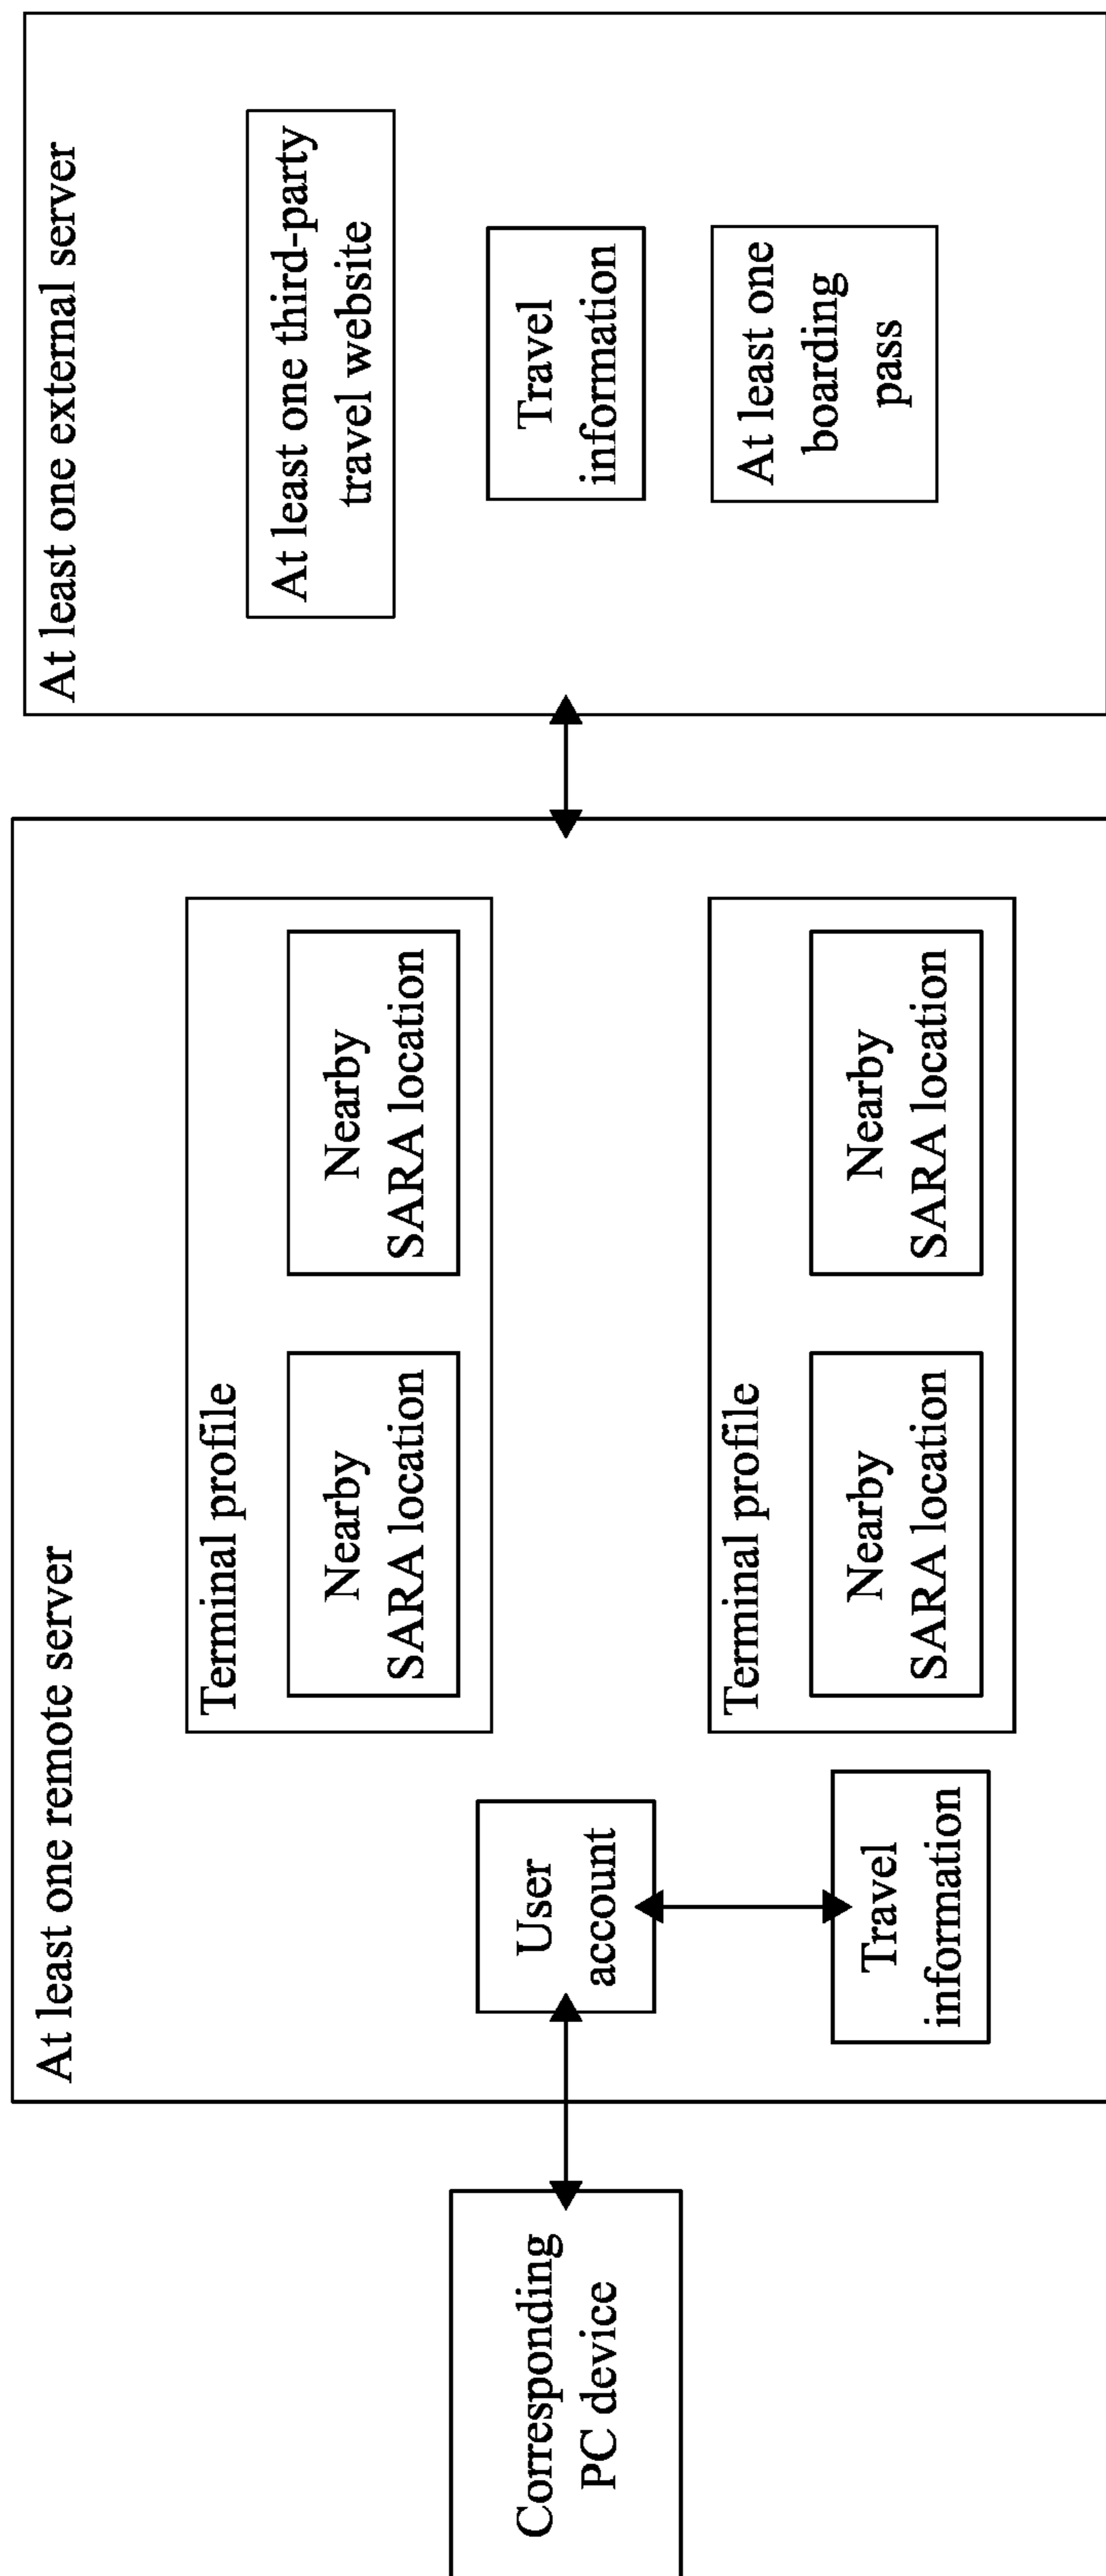 Corresponding
PC device
At least one remote server
User
account
Travel
information
Terminal profile
Nearby
SARA location
Nearby
SARA location
Terminal profile
Nearby
SARA location
Nearby
SARA location
At least one external server
At least one third-party
travel website
Travel
information
At least one
boarding
pass